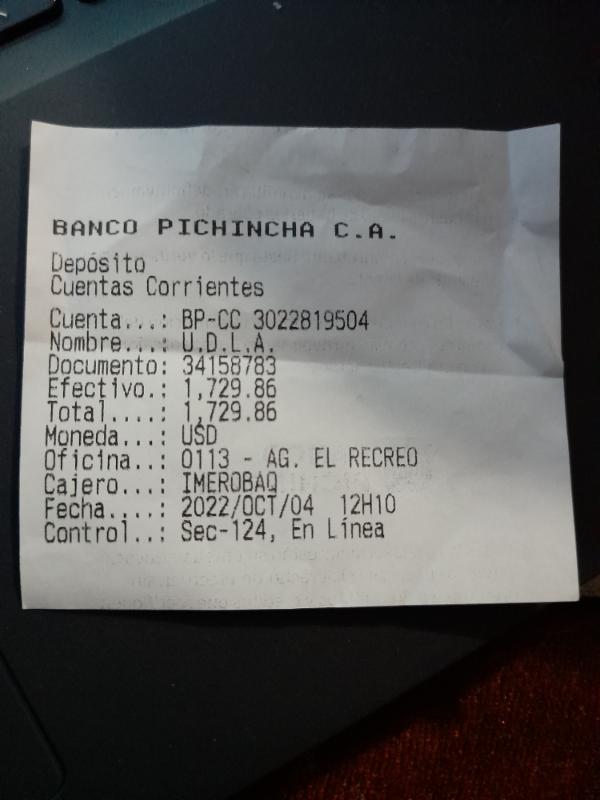 BANCO PICHINCHA C.A.
Depósito
Cuentas Corrientes
Cuenta...: BP-CC 3022819504
Nombre...: U.D.L.A.
Documento: 34158783
Efectivo.: 1,729.86
Total....: 1,729.86
Moneda...: USD
Oficina..: 0113 - AG. EL RECREO
Cajero...: IMEROBAQ
Fecha....: 2022/OCT/04 12H10
Control..: Sec-124, En Línea